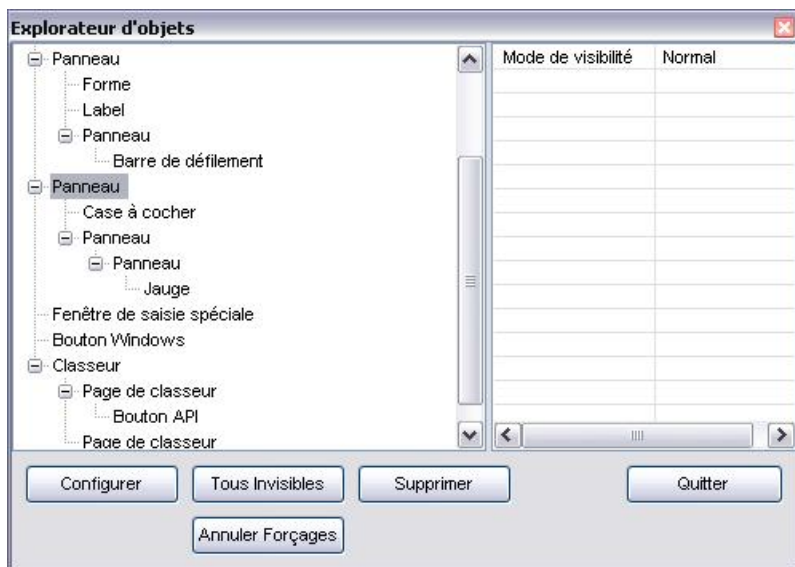 Explorateur d'objets
Panneau
Forme
Label
Panneau
Barre de défilement
Panneau
Case à cocher
Panneau
Panneau
Jauge
Fenêtre de saisie spéciale
Bouton Windows
Classeur
Page de classeur
Bouton API
Page de classeur
Mode de visibilité Normal
Configurer Tous Invisibles Supprimer Quitter
Annuler Forçages